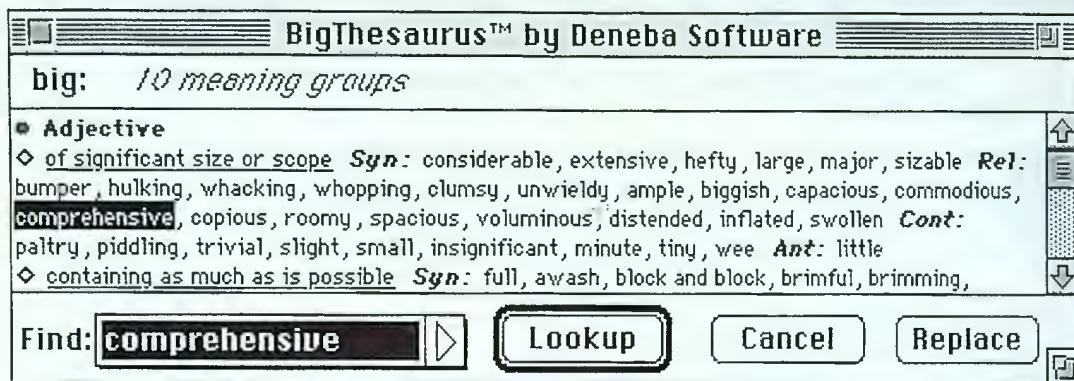 BigThesaurus™ by Deneba Software
big: 10 meaning groups
Adjective
◇ of significant size or scope Syn: considerable, extensive, hefty, large, major, sizable Rel:
bumper, hulking, whacking, whopping, clumsy, unwieldy, ample, biggish, capacious, commodious,
comprehensive, copious, roomy, spacious, voluminous, distended, inflated, swollen Cont:
paltry, piddling, trivial, slight, small, insignificant, minute, tiny, wee Ant: little
◇ containing as much as is possible Syn: full, awash, block and block, brimful, brimming,
Find: comprehensive Lookup Cancel Replace